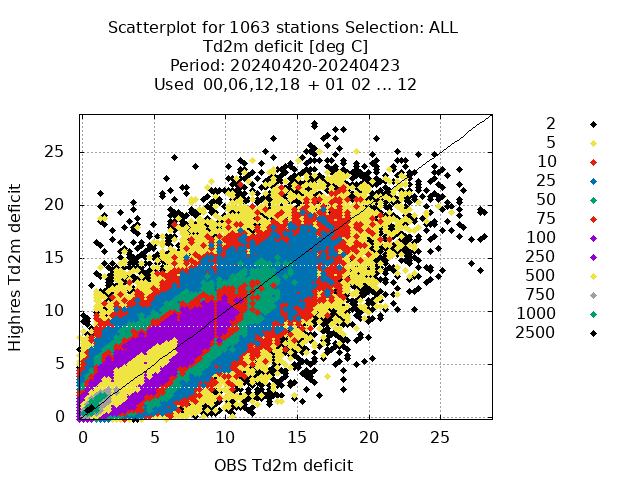 Scatterplot for 1063 stations Selection: ALL
Td2m deficit [deg C]
Period: 20240420-20240423
Used 00,06,12,18 + 01 02 ... 12
Highres Td2m deficit
25
20
15
10
5
0
0 5 10 15 20 25
OBS Td2m deficit
2
5
10
25
50
75
100
250
500
750
1000
2500